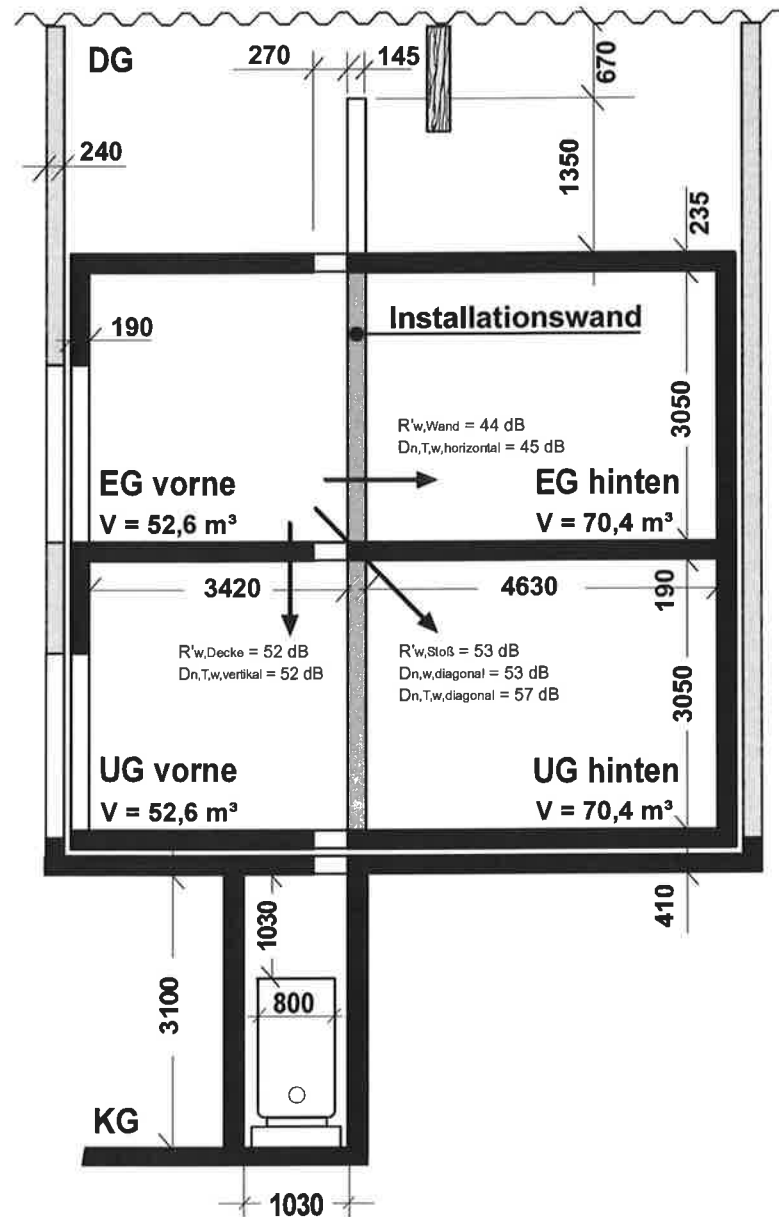 DG
270
145
670
240
1350
235
190
Installationswand
R'w,Wand = 44 dB
Dn,T,w,horizontal = 45 dB
3050
EG vorne
V = 52,6 m³
EG hinten
V = 70,4 m³
3420
4630
190
R'w,Decke = 52 dB
Dn,T,w,vertikal = 52 dB
R'w,Stoß = 53 dB
Dn,w,diagonal = 53 dB
Dn,T,w,diagonal = 57 dB
3050
UG vorne
V = 52,6 m³
UG hinten
V = 70,4 m³
410
1030
3100
800
KG
1030